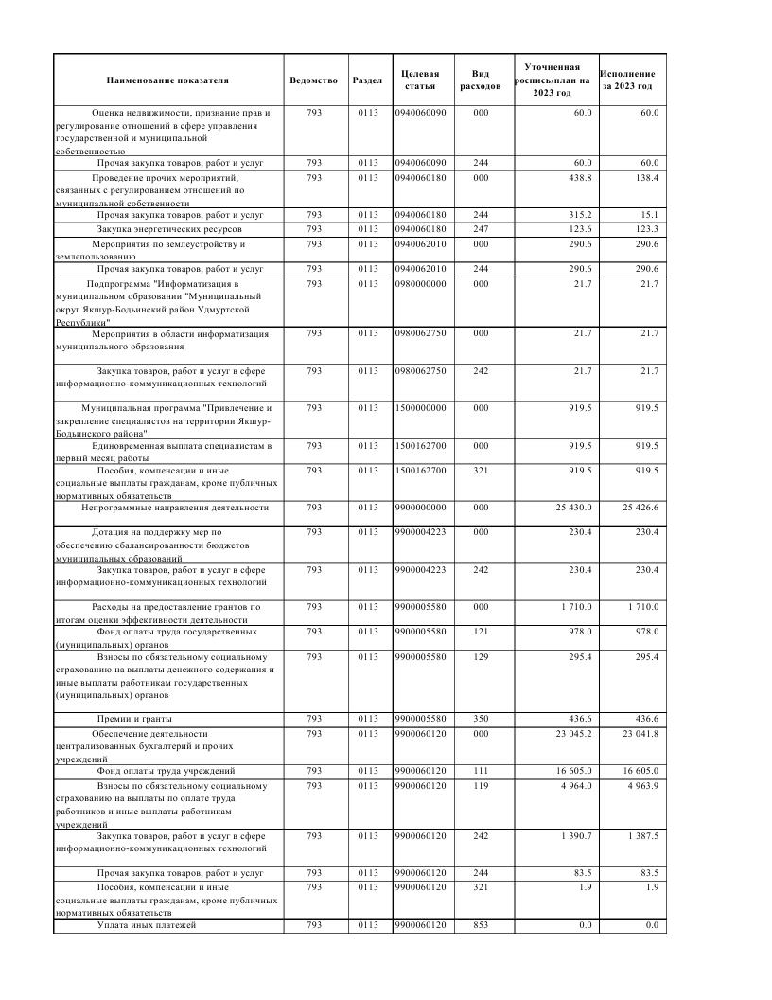 Наименование показателя Ведомство Раздел Целевая статья Вид расходов Уточненная роспись/план на 2023 год Исполнение за 2023 год
Оценка недвижимости, признание прав и 793 0113 0940060090 000 60.0 60.0
регулирование отношений в сфере управления
государственной и муниципальной
собственностью
Прочая закупка товаров, работ и услуг 793 0113 0940060090 244 60.0 60.0
Проведение прочих мероприятий, 793 0113 0940060180 000 438.8 138.4
связанных с регулированием отношений по
муниципальной собственности
Прочая закупка товаров, работ и услуг 793 0113 0940060180 244 315.2 15.1
Закупка энергетических ресурсов 793 0113 0940060180 247 123.6 123.3
Мероприятия по землеустройству и 793 0113 0940062010 000 290.6 290.6
землепользованию
Прочая закупка товаров, работ и услуг 793 0113 0940062010 244 290.6 290.6
Подпрограмма "Информатизация в 793 0113 0980000000 000 21.7 21.7
муниципальном образовании "Муниципальный
округ Якшур-Бодьинский район Удмуртской
Республики"
Мероприятия в области информатизация 793 0113 0980062750 000 21.7 21.7
муниципального образования
Закупка товаров, работ и услуг в сфере 793 0113 0980062750 242 21.7 21.7
информационно-коммуникационных технологий
Муниципальная программа "Привлечение и 793 0113 1500000000 000 919.5 919.5
закрепление специалистов на территории Якшур-
Бодьинского района"
Единовременная выплата специалистам в 793 0113 1500162700 000 919.5 919.5
первый месяц работы
Пособия, компенсации и иные 793 0113 1500162700 321 919.5 919.5
социальные выплаты гражданам, кроме публичных
нормативных обязательств
Непрограммные направления деятельности 793 0113 9900000000 000 25 430.0 25 426.6
Дотация на поддержку мер по 793 0113 9900004223 000 230.4 230.4
обеспечению сбалансированности бюджетов
муниципальных образований
Закупка товаров, работ и услуг в сфере 793 0113 9900004223 242 230.4 230.4
информационно-коммуникационных технологий
Расходы на предоставление грантов по 793 0113 9900005580 000 1 710.0 1 710.0
итогам оценки эффективности деятельности
Фонд оплаты труда государственных 793 0113 9900005580 121 978.0 978.0
(муниципальных) органов
Взносы по обязательному социальному 793 0113 9900005580 129 295.4 295.4
страхованию на выплаты денежного содержания и
иные выплаты работникам государственных
(муниципальных) органов
Премии и гранты 793 0113 9900005580 350 436.6 436.6
Обеспечение деятельности 793 0113 9900060120 000 23 045.2 23 041.8
централизованных бухгалтерий и прочих
учреждений
Фонд оплаты труда учреждений 793 0113 9900060120 111 16 605.0 16 605.0
Взносы по обязательному социальному 793 0113 9900060120 119 4 964.0 4 963.9
страхованию на выплаты по оплате труда
работников и иные выплаты работникам
учреждений
Закупка товаров, работ и услуг в сфере 793 0113 9900060120 242 1 390.7 1 387.5
информационно-коммуникационных технологий
Прочая закупка товаров, работ и услуг 793 0113 9900060120 244 83.5 83.5
Пособия, компенсации и иные 793 0113 9900060120 321 1.9 1.9
социальные выплаты гражданам, кроме публичных
нормативных обязательств
Уплата иных платежей 793 0113 9900060120 853 0.0 0.0